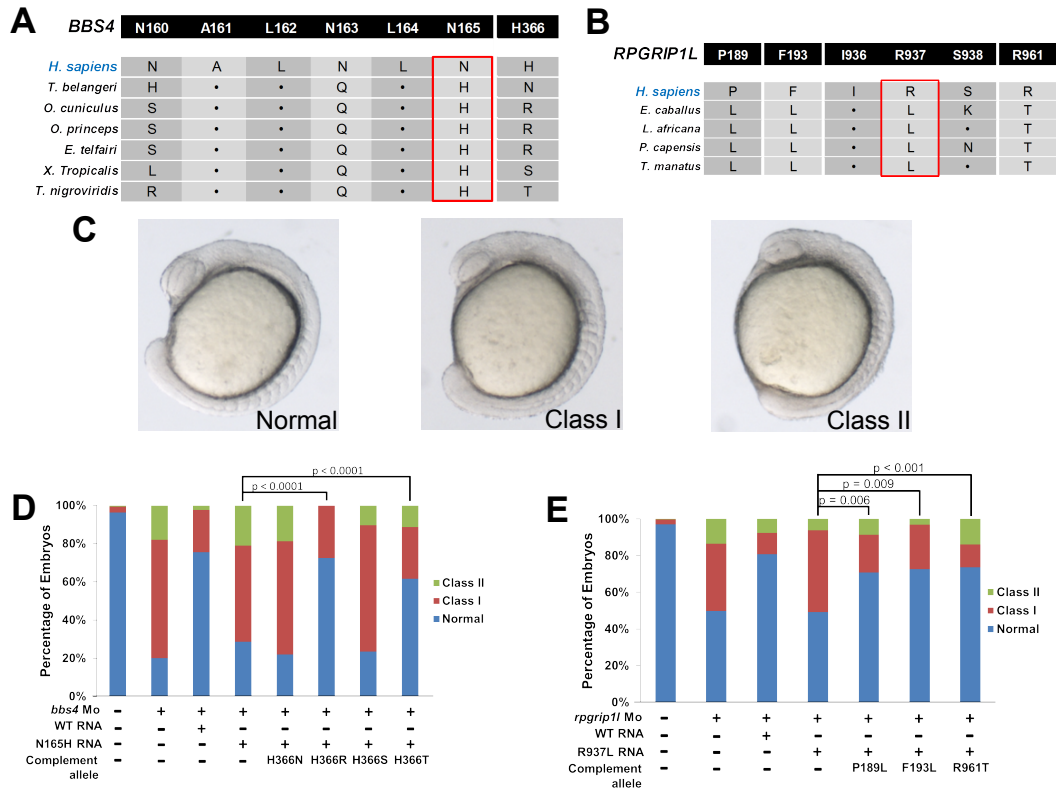 A
BBS4 N160 A161 L162 N163 L164 N165 H366
H. sapiens N A L N L N H
T. belangeri H • • Q • H N
O. cuniculus S • • Q • H R
O. princeps S • • Q • H R
E. telfairi S • • Q • H R
X. Tropicalis L • • Q • H S
T. nigroviridis R • • Q • H T
B
RPGRIP1L P189 F193 I936 R937 S938 R961
H. sapiens P F I R S R
E. caballus L L • L K T
L. africana L L • L • T
P. capensis L L • L N T
T. manatus L L • L • T
C
Normal
Class I
Class II
D
p < 0.0001
p < 0.0001
Percentage of Embryos
100%
80%
60%
40%
20%
0%
Class II
Class I
Normal
bbs4 Mo - + + + + + + +
WT RNA - - + - - - - -
N165H RNA - - - + + + + +
Complement allele - - - - H366N H366R H366S H366T
E
p < 0.001
p = 0.009
p = 0.006
Percentage of Embryos
100%
80%
60%
40%
20%
0%
Class II
Class I
Normal
rpgrip1l Mo - + + + + + +
WT RNA - - + - - - -
R937L RNA - - - + + + +
Complement allele - - - - P189L F193L R961T